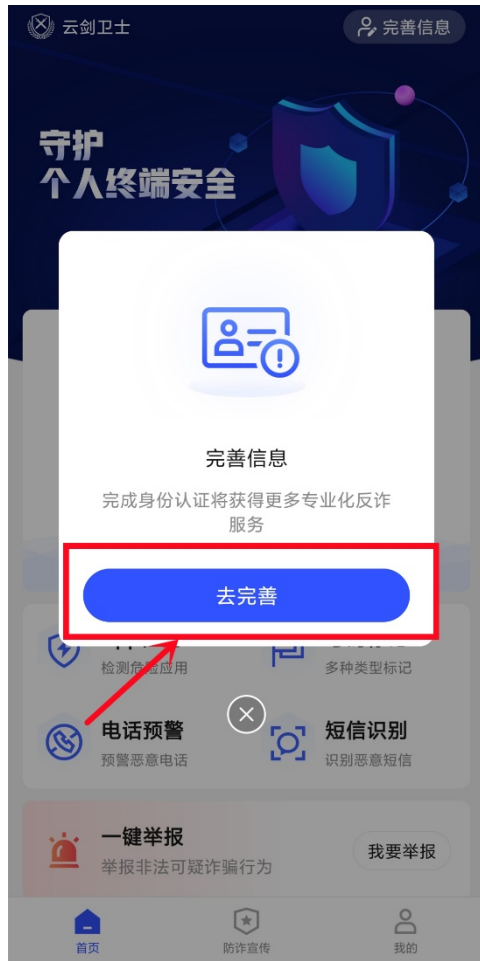 云剑卫士
完善信息
守护
个人终端安全
完善信息
完成身份认证将获得更多专业化反诈
服务
去完善
检测危险应用
多种类型标记
电话预警
短信识别
预警恶意电话
识别恶意短信
一键举报
举报非法可疑诈骗行为
我要举报
首页
防诈宣传
我的